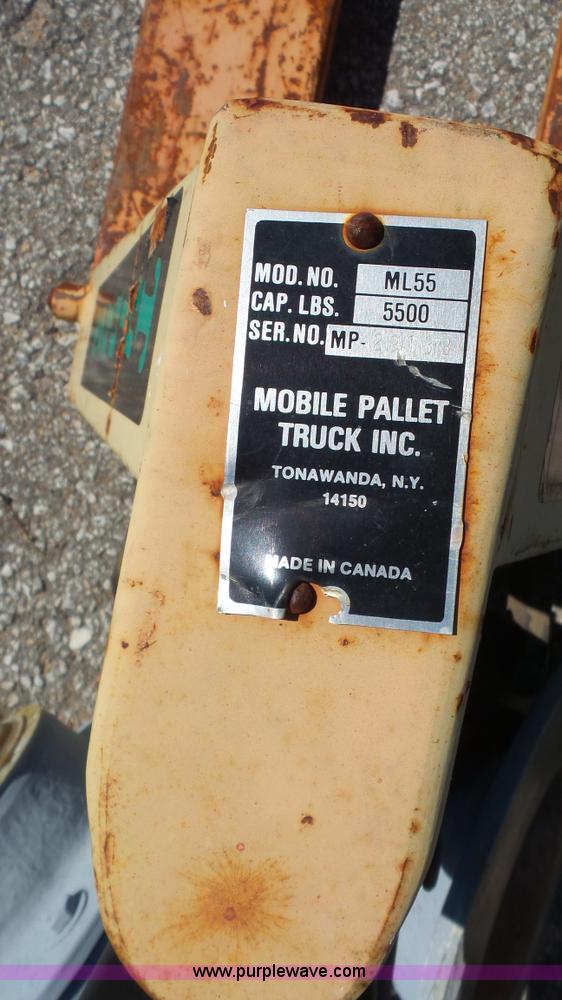 MOD. NO. ML55
CAP. LBS. 5500
SER. NO. MP-
MOBILE PALLET
TRUCK INC.
TONAWANDA, N.Y.
14150
MADE IN CANADA
www.purplewave.com